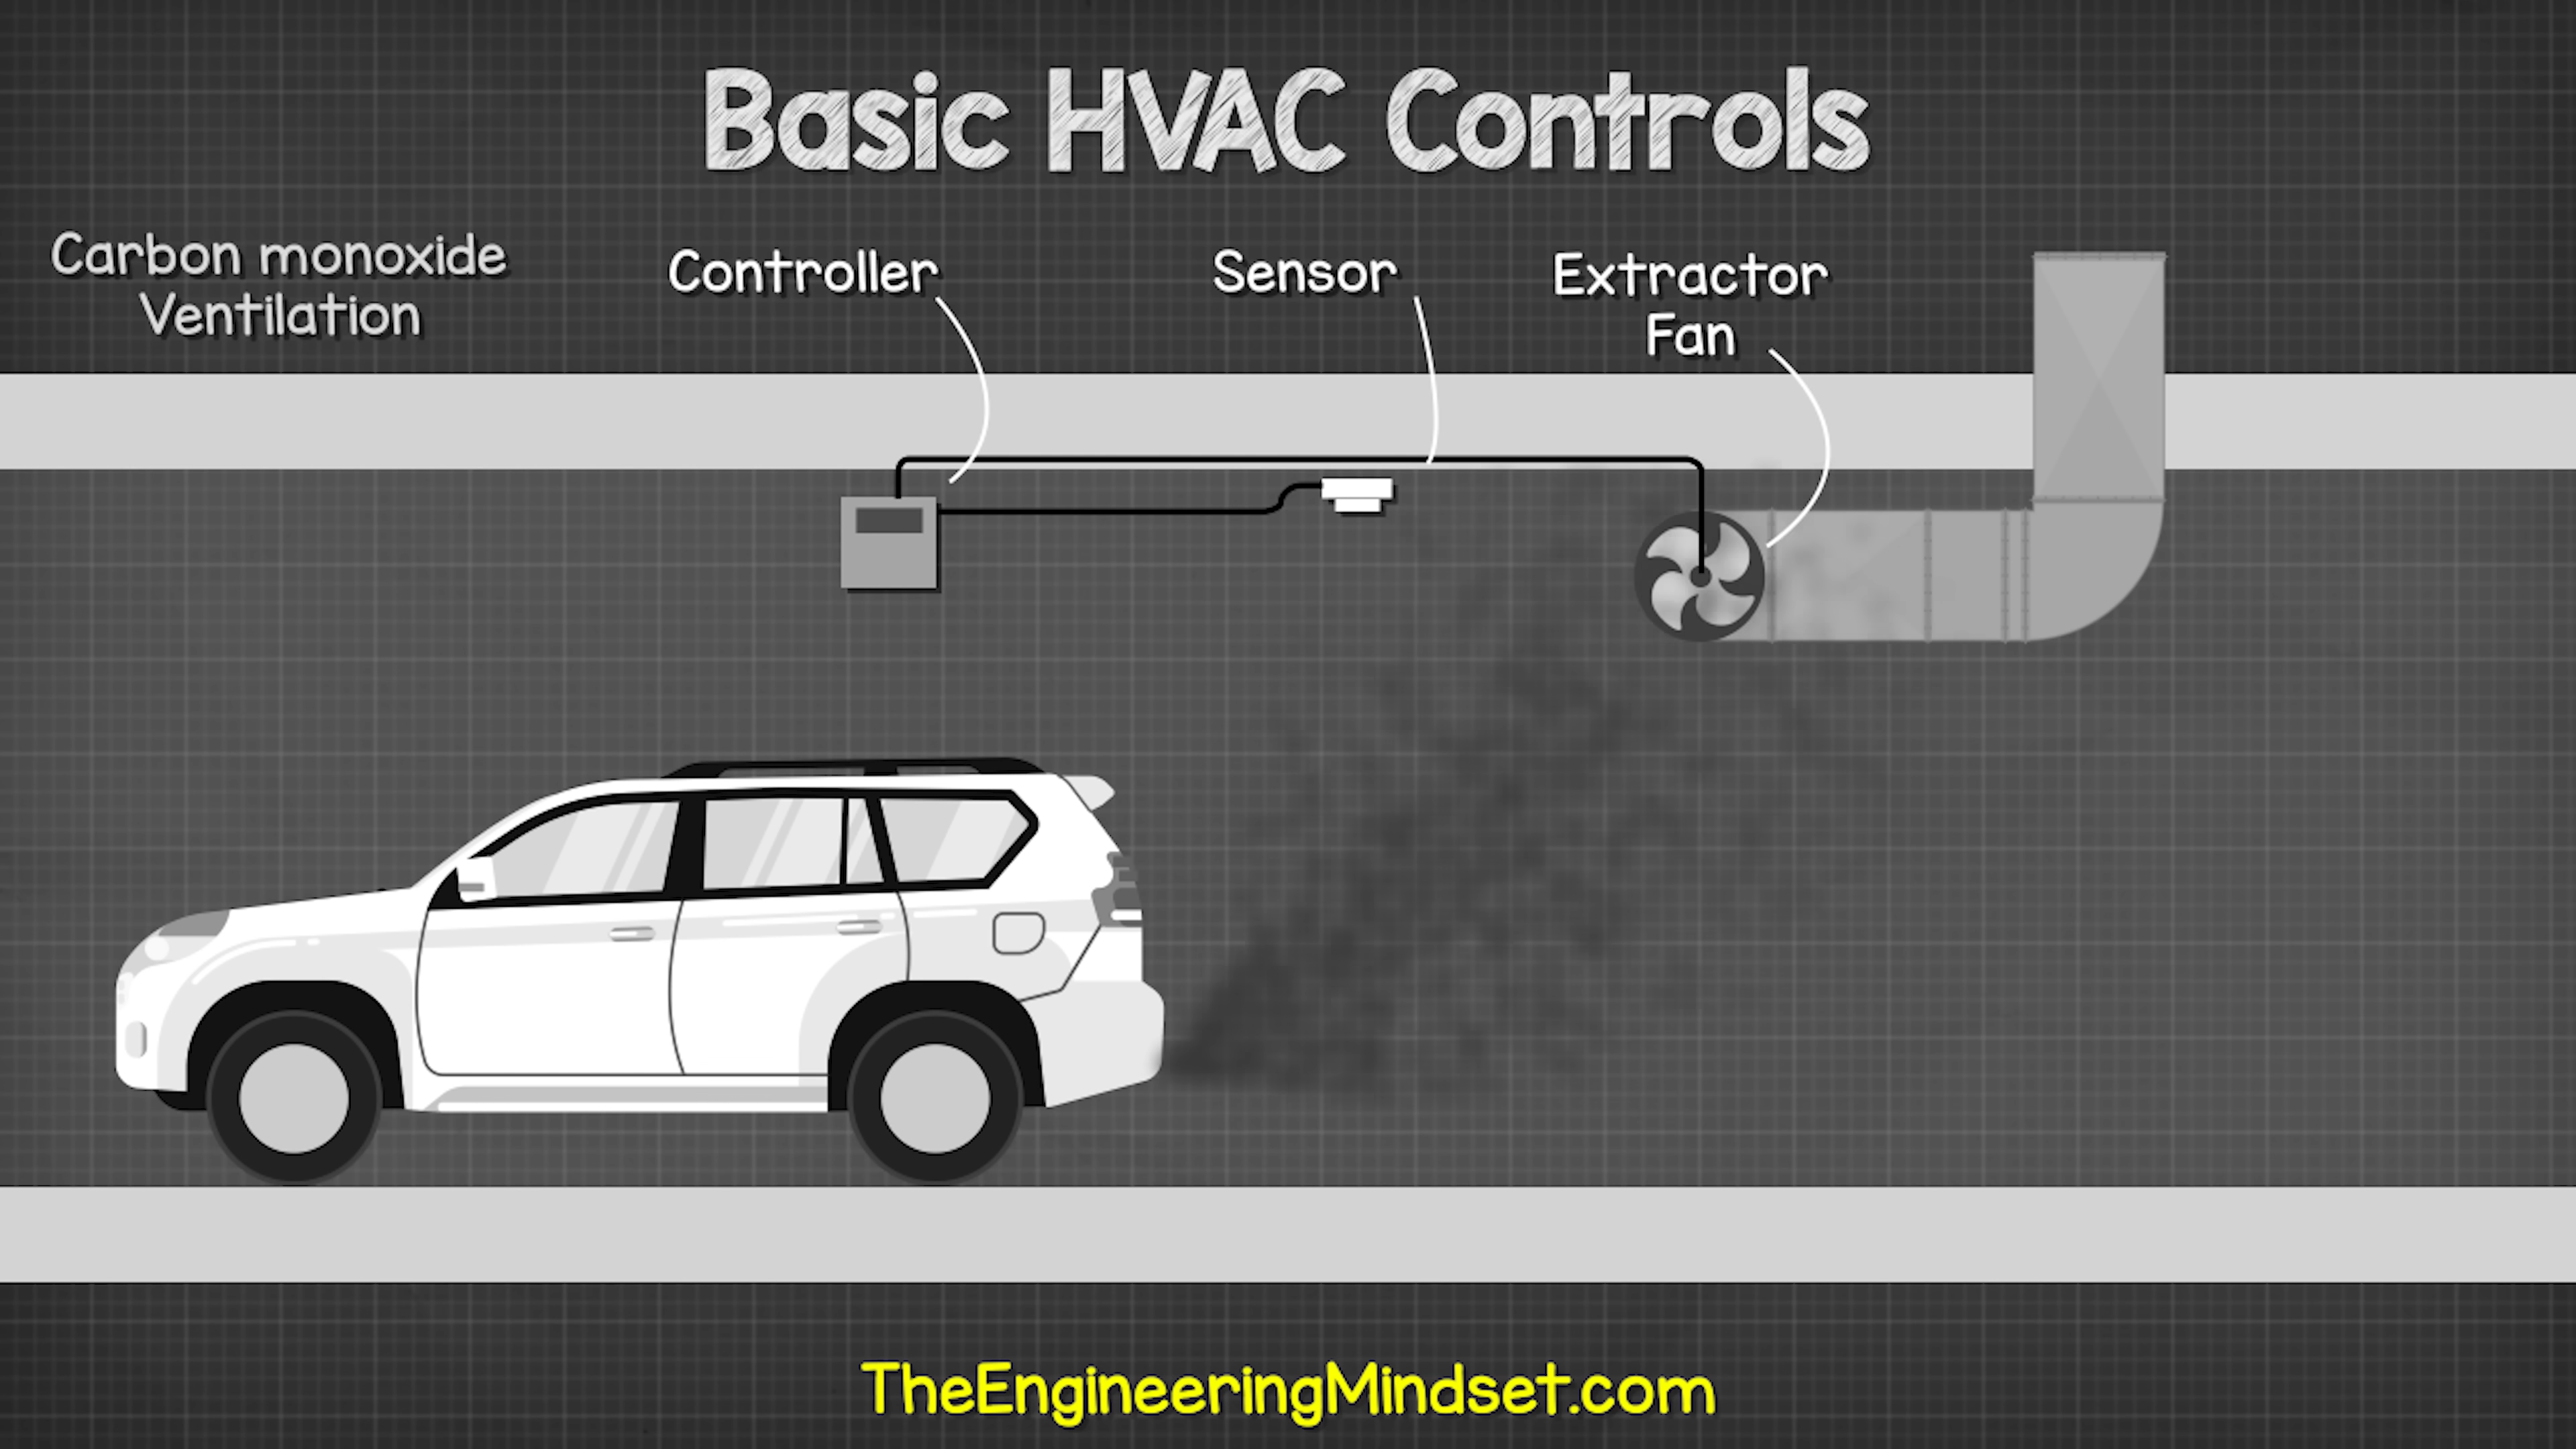 Basic HVAC Controls
Carbon monoxide
Ventilation
Controller
Sensor
Extractor
Fan
TheEngineeringMindset.com